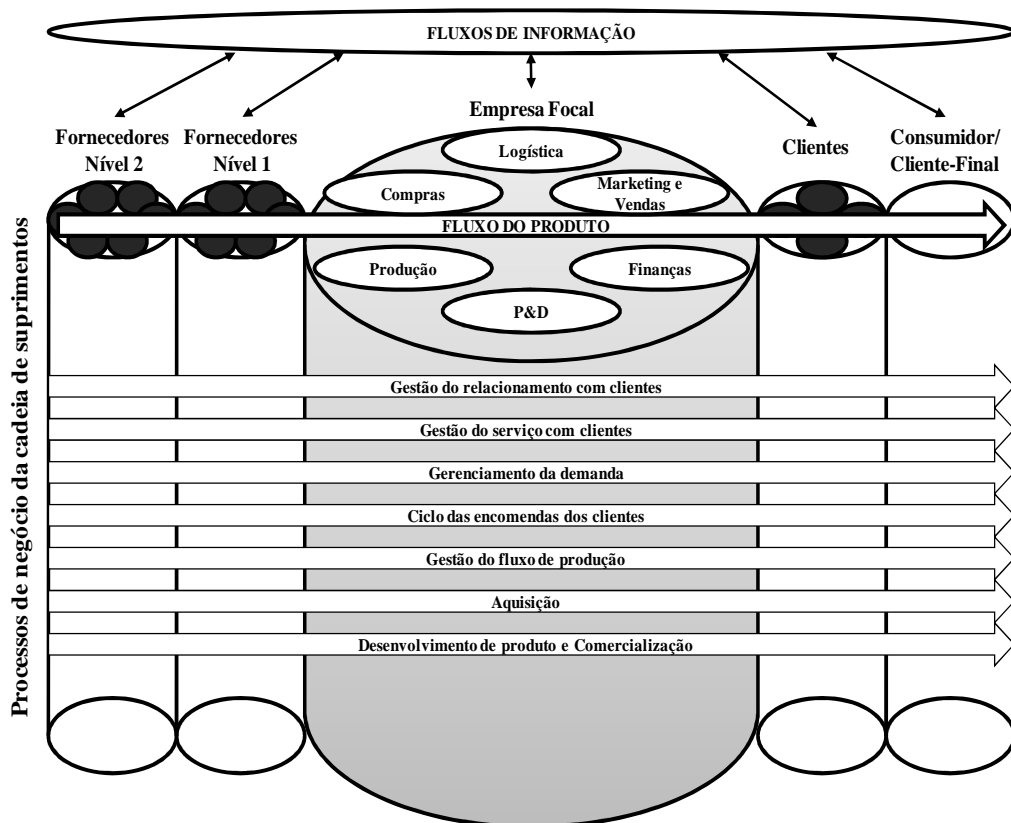 FLUXOS DE INFORMAÇÃO
Empresa Focal
Fornecedores
Nível 2
Fornecedores
Nível 1
Clientes
Consumidor/
Cliente-Final
Logística
Compras
Marketing e
Vendas
FLUXO DO PRODUTO
Produção
Finanças
P&D
Processos de negócio da cadeia de suprimentos
Gestão do relacionamento com clientes
Gestão do serviço com clientes
Gerenciamento da demanda
Ciclo das encomendas dos clientes
Gestão do fluxo de produção
Aquisição
Desenvolvimento de produto e Comercialização